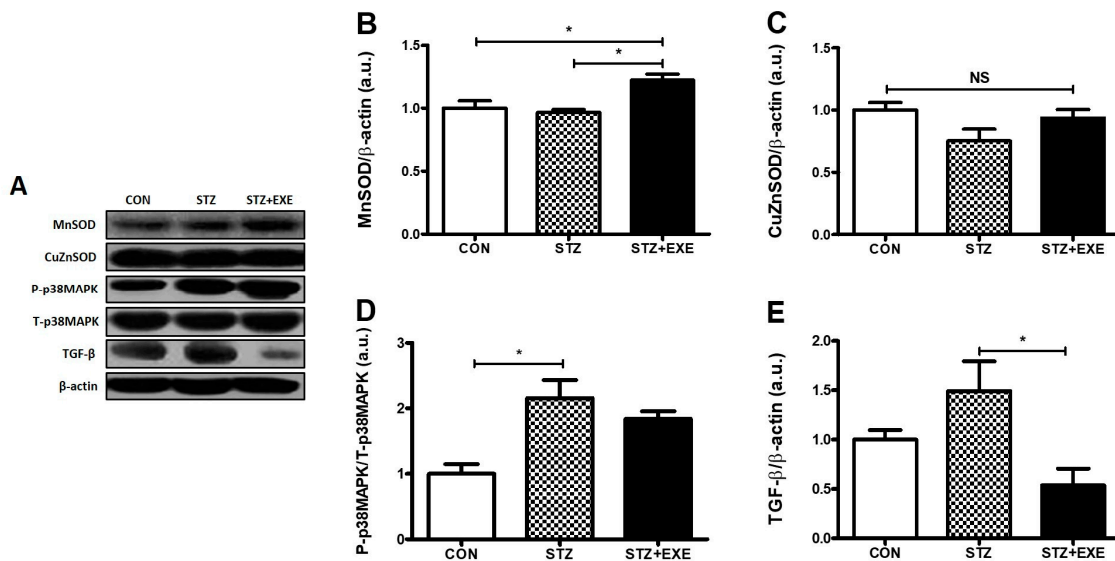 A
CON STZ STZ+EXE
MnSOD
CuZnSOD
P-p38MAPK
T-p38MAPK
TGF-β
β-actin
B
MnSOD/β-actin (a.u.)
1.5
1.0
0.5
0.0
*
*
CON STZ STZ+EXE
C
CuZnSOD/β-actin (a.u.)
1.5
1.0
0.5
0.0
NS
CON STZ STZ+EXE
D
P-p38MAPK/T-p38MAPK (a.u.)
3
2
1
0
*
CON STZ STZ+EXE
E
TGF-β/β-actin (a.u.)
2.0
1.5
1.0
0.5
0.0
*
CON STZ STZ+EXE